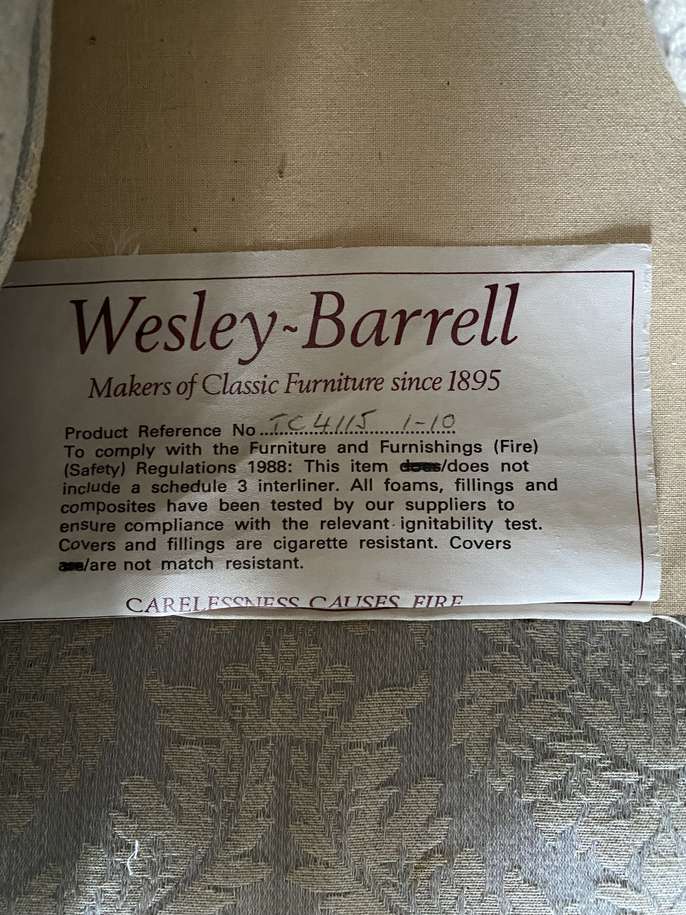 Wesley~Barrell
Makers of Classic Furniture since 1895
Product Reference No TC4115 1-10
To comply with the Furniture and Furnishings (Fire)
(Safety) Regulations 1988: This item does/does not
include a schedule 3 interliner. All foams, fillings and
composites have been tested by our suppliers to
ensure compliance with the relevant ignitability test.
Covers and fillings are cigarette resistant. Covers
are/are not match resistant.
CARELESSNESS CAUSES FIRE